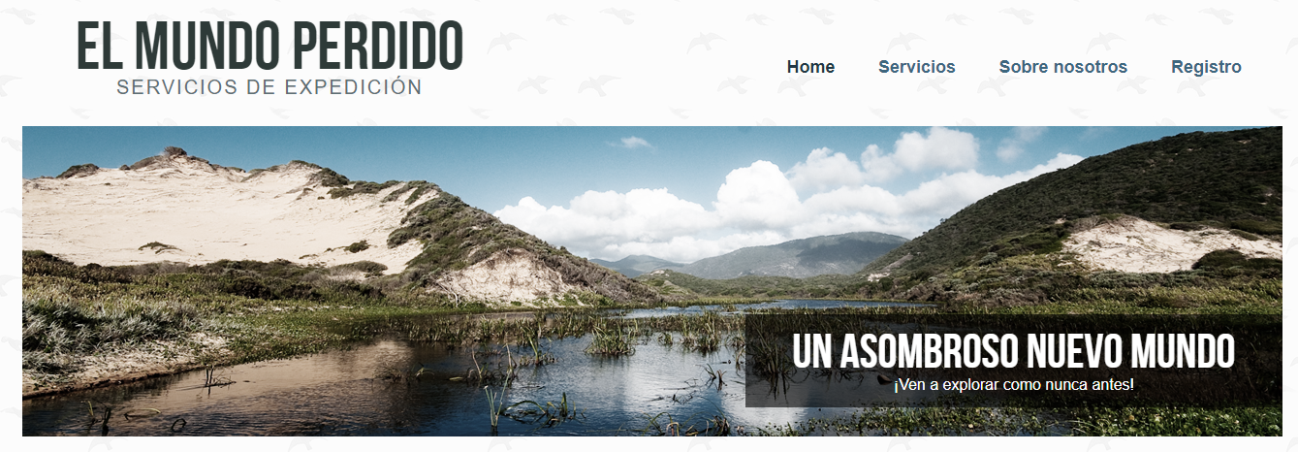 EL MUNDO PERDIDO
SERVICIOS DE EXPEDICIÓN
Home Servicios Sobre nosotros Registro
UN ASOMBROSO NUEVO MUNDO
¡Ven a explorar como nunca antes!